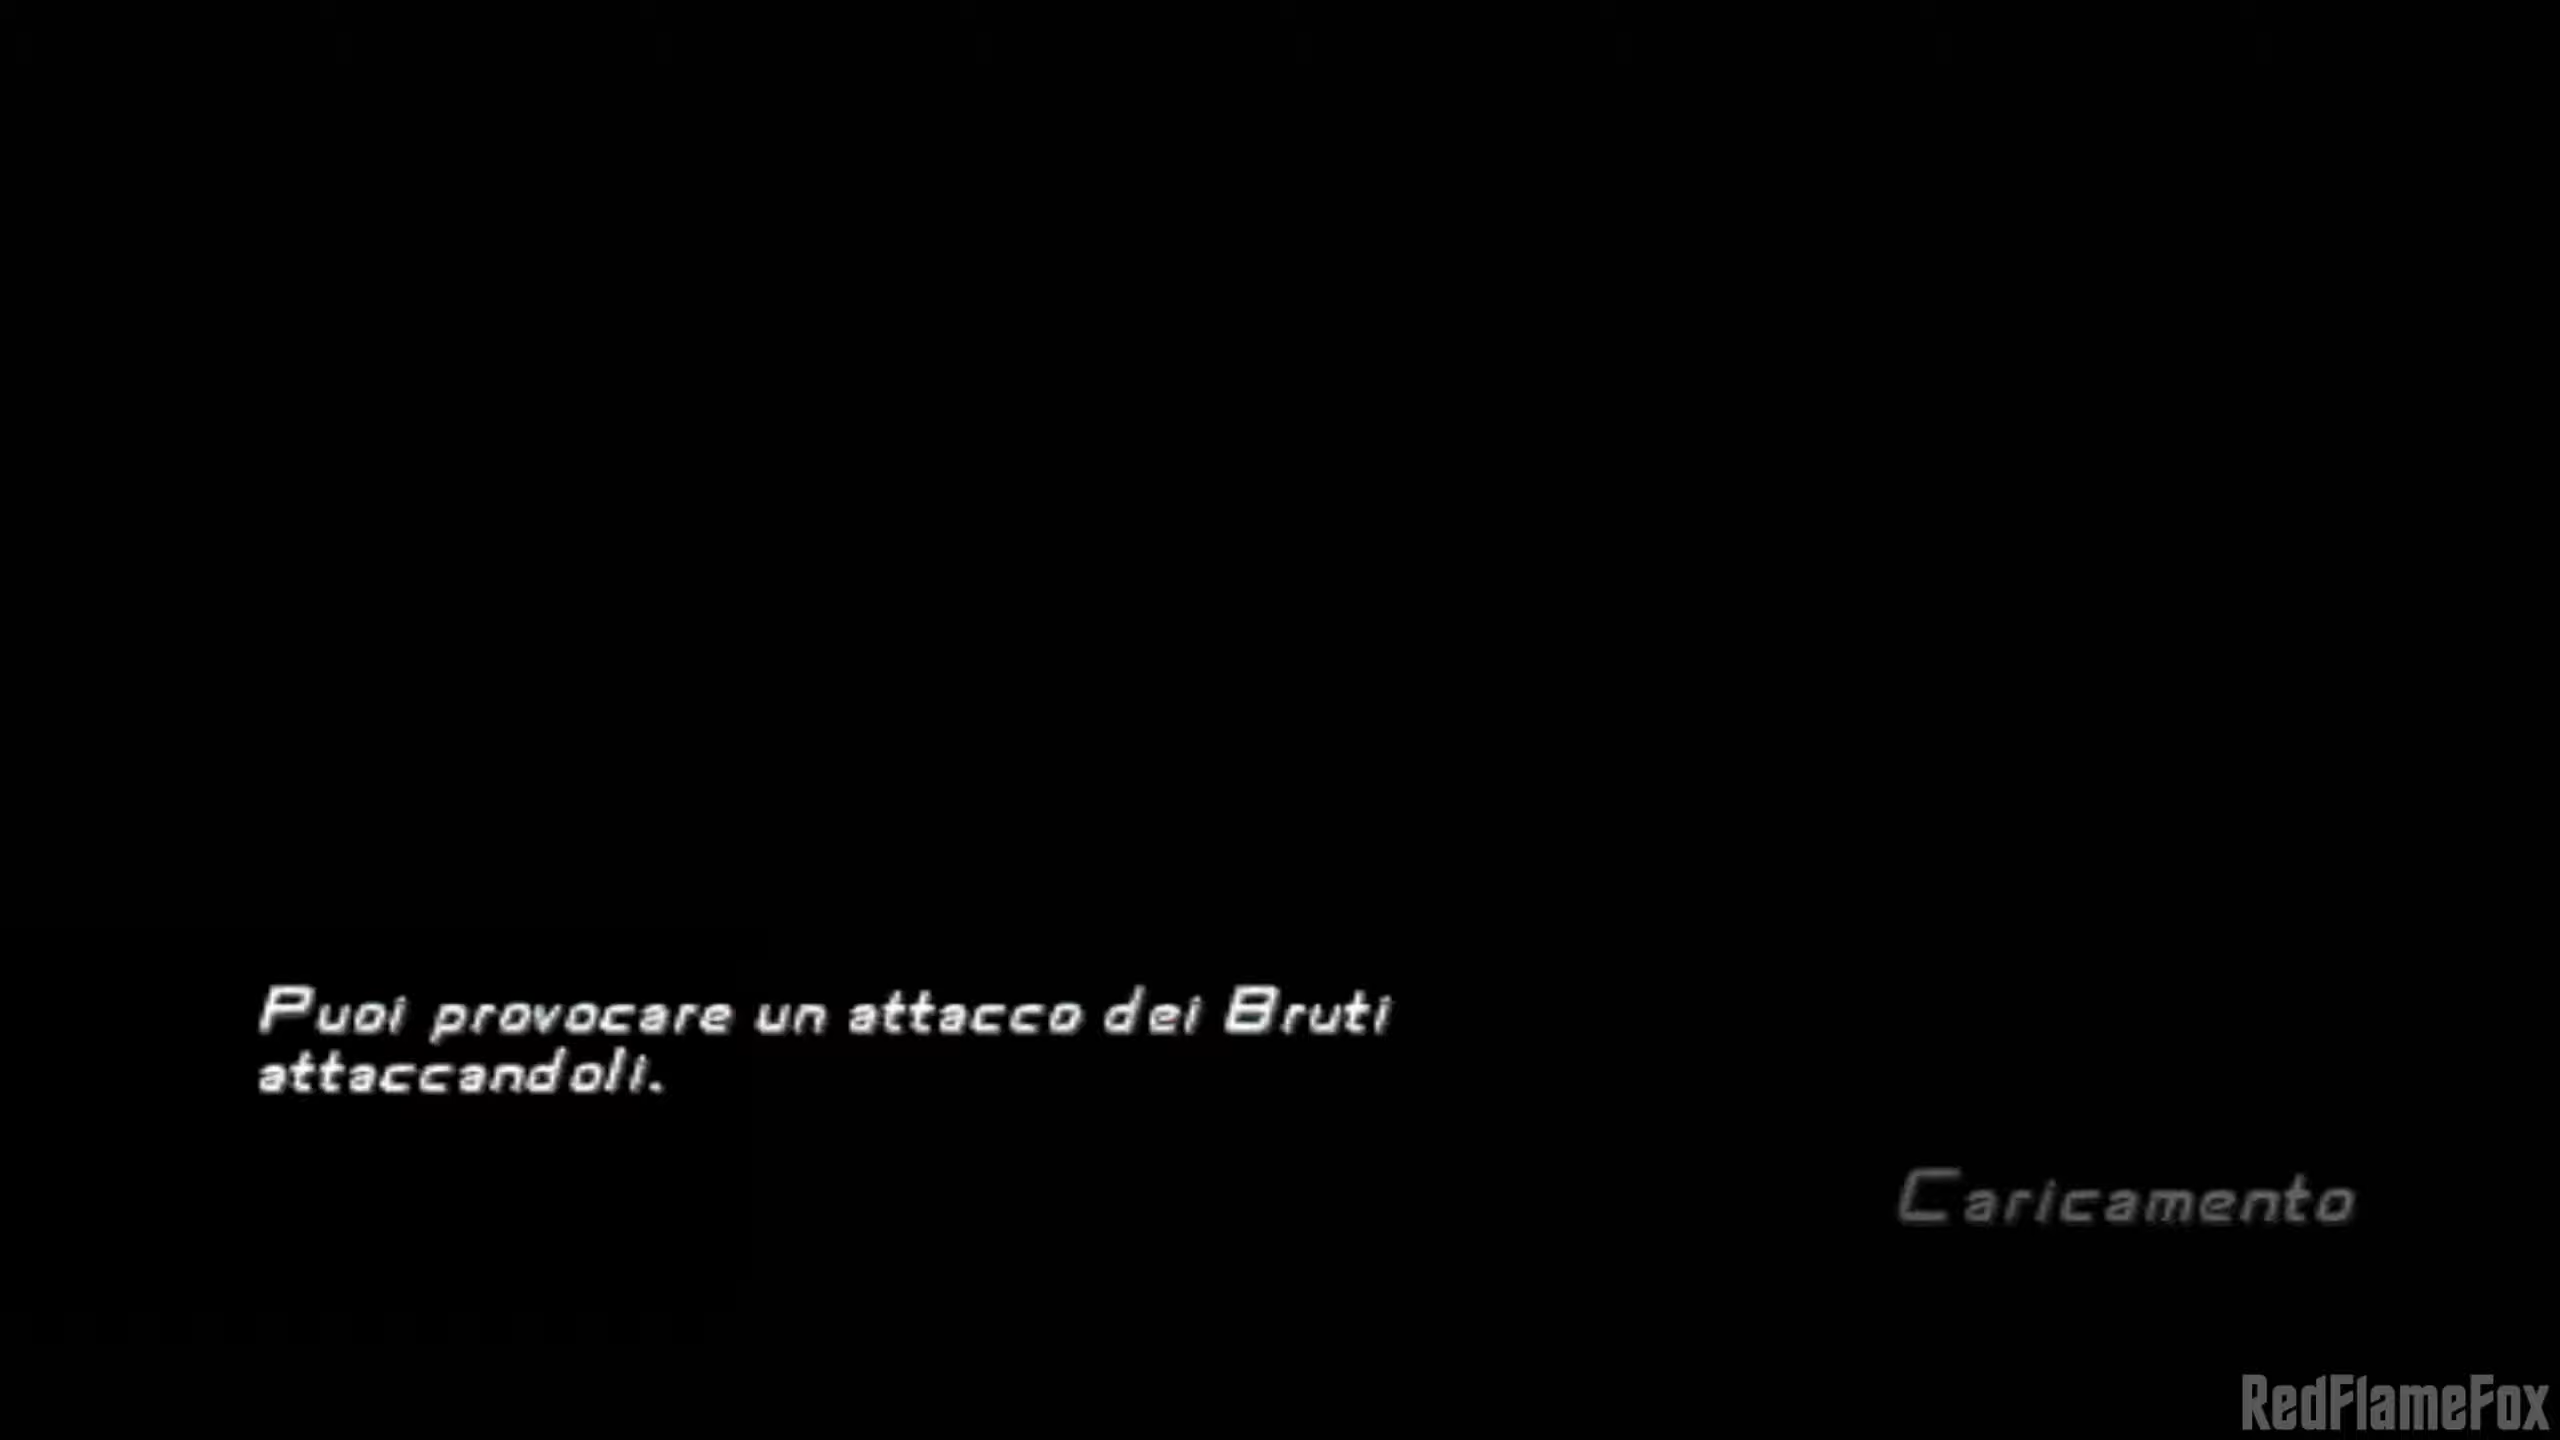 Puoi provocare un attacco dei Bruti
attaccandoli.
Caricamento
RedFlameFox